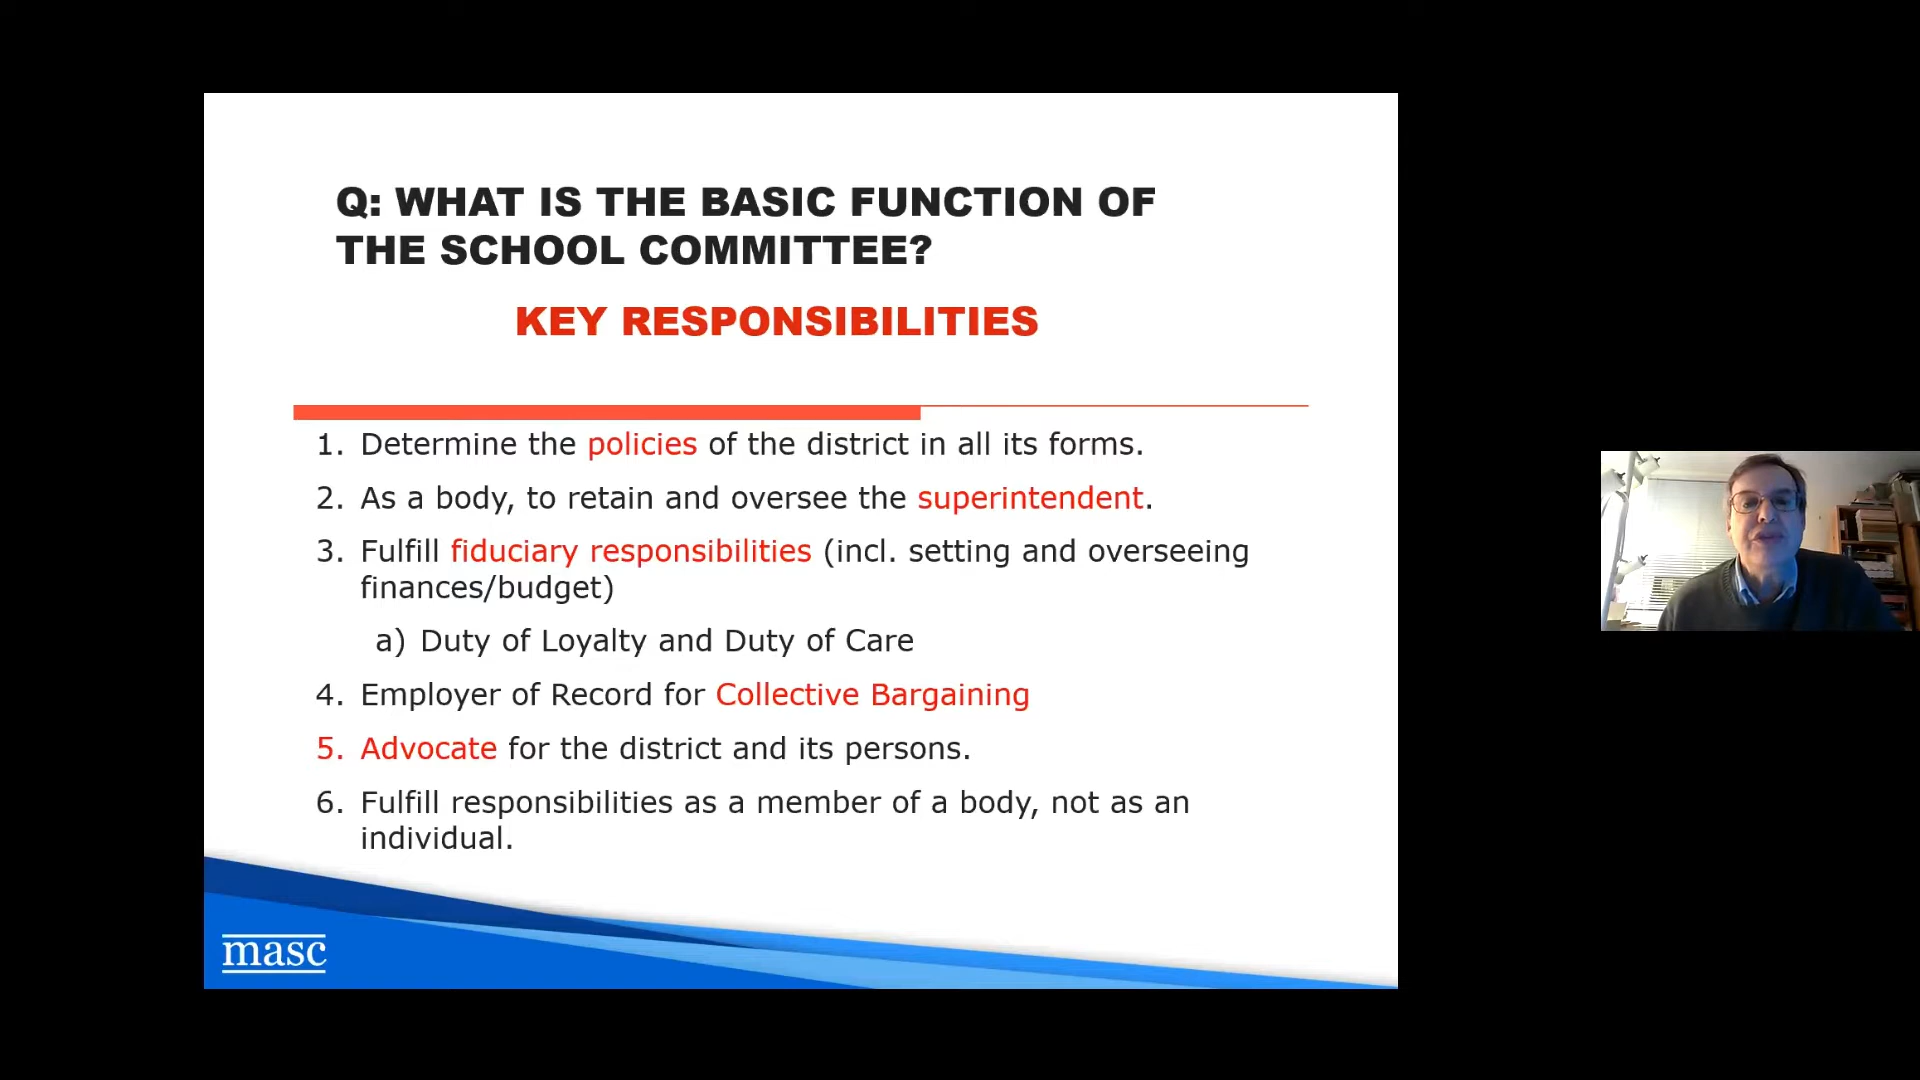 Q: WHAT IS THE BASIC FUNCTION OF
THE SCHOOL COMMITTEE?
KEY RESPONSIBILITIES
1. Determine the policies of the district in all its forms.
2. As a body, to retain and oversee the superintendent.
3. Fulfill fiduciary responsibilities (incl. setting and overseeing
finances/budget)
a) Duty of Loyalty and Duty of Care
4. Employer of Record for Collective Bargaining
5. Advocate for the district and its persons.
6. Fulfill responsibilities as a member of a body, not as an
individual.
masc